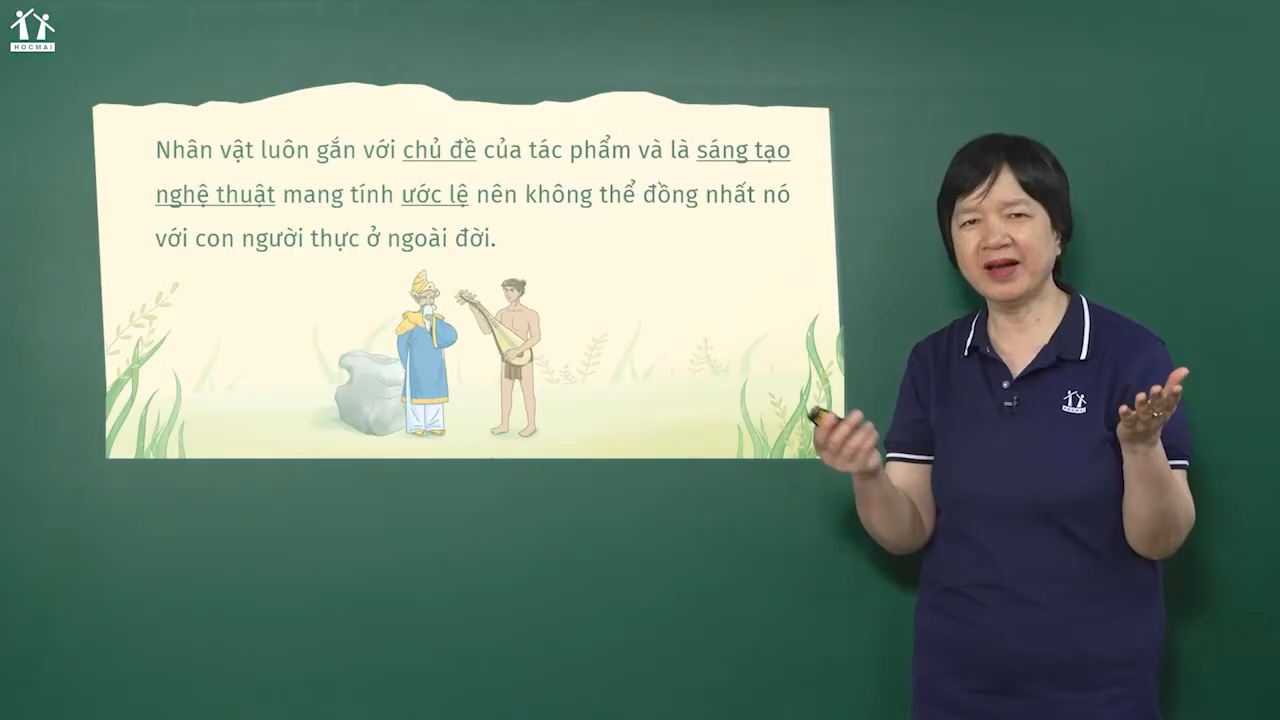 HOCMAI
Nhân vật luôn gắn với chủ đề của tác phẩm và là sáng tạo
nghệ thuật mang tính ước lệ nên không thể đồng nhất nó
với con người thực ở ngoài đời.